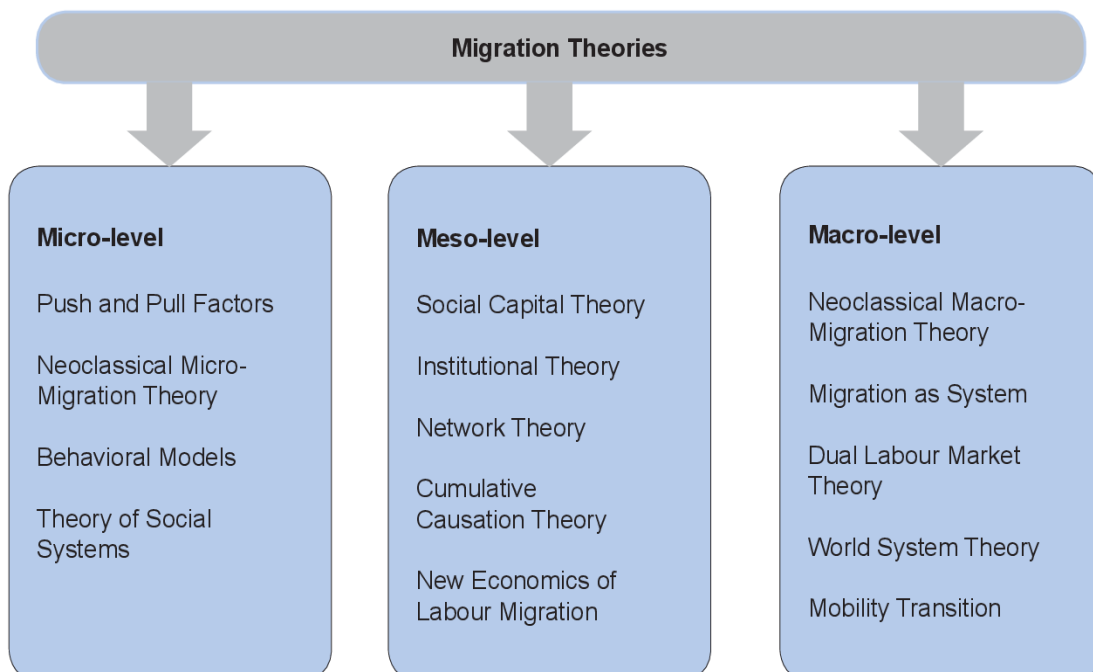 Migration Theories
Micro-level
Push and Pull Factors
Neoclassical Micro-
Migration Theory
Behavioral Models
Theory of Social
Systems
Meso-level
Social Capital Theory
Institutional Theory
Network Theory
Cumulative
Causation Theory
New Economics of
Labour Migration
Macro-level
Neoclassical Macro-
Migration Theory
Migration as System
Dual Labour Market
Theory
World System Theory
Mobility Transition